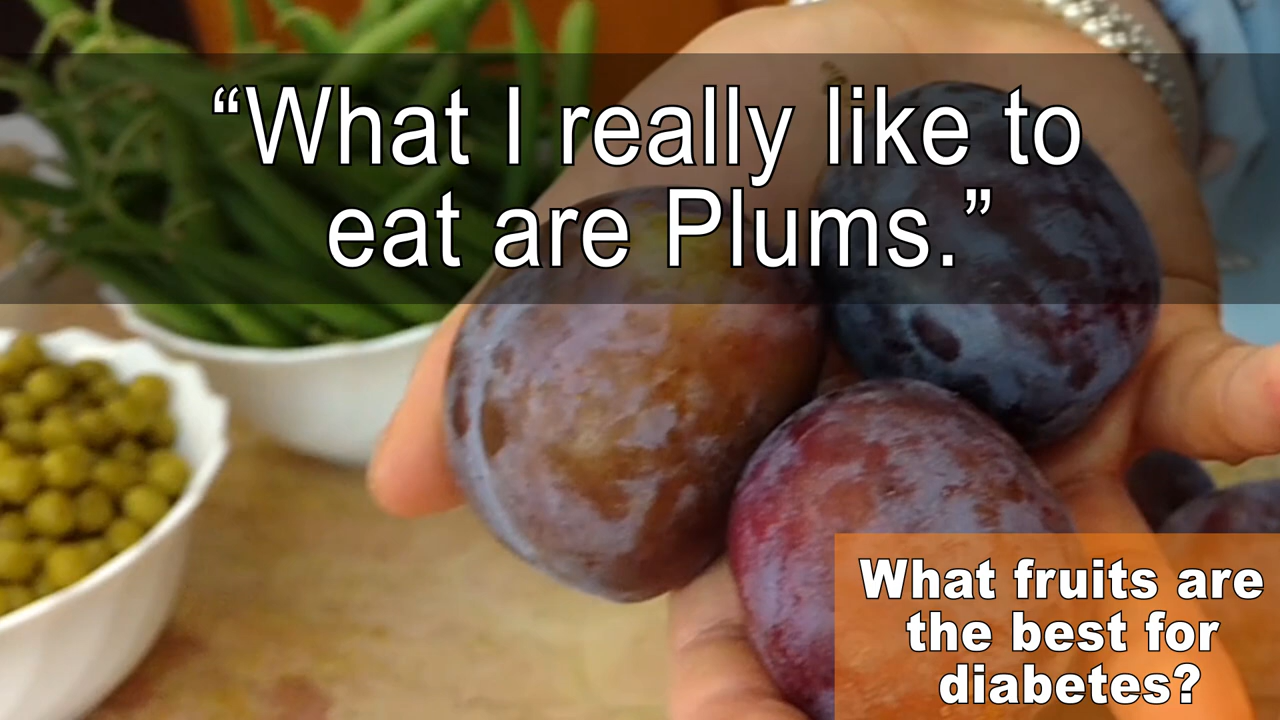 “What I really like to
eat are Plums.”
What fruits are
the best for
diabetes?